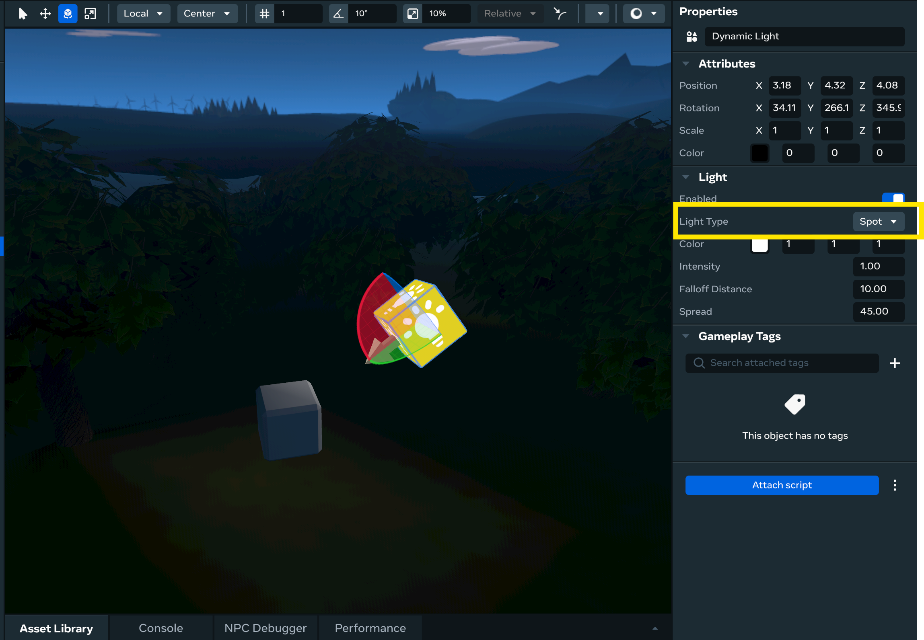 Local Center 1 10° 10% Relative
Properties
Dynamic Light
Attributes
Position X 3.18 Y 4.32 Z 4.08
Rotation X 34.11 Y 266.1 Z 345.9
Scale X 1 Y 1 Z 1
Color 0 0 0
Light
Enabled
Light Type Spot
Color 1 1 1
Intensity 1.00
Falloff Distance 10.00
Spread 45.00
Gameplay Tags
Search attached tags
This object has no tags
Attach script
Asset Library Console NPC Debugger Performance